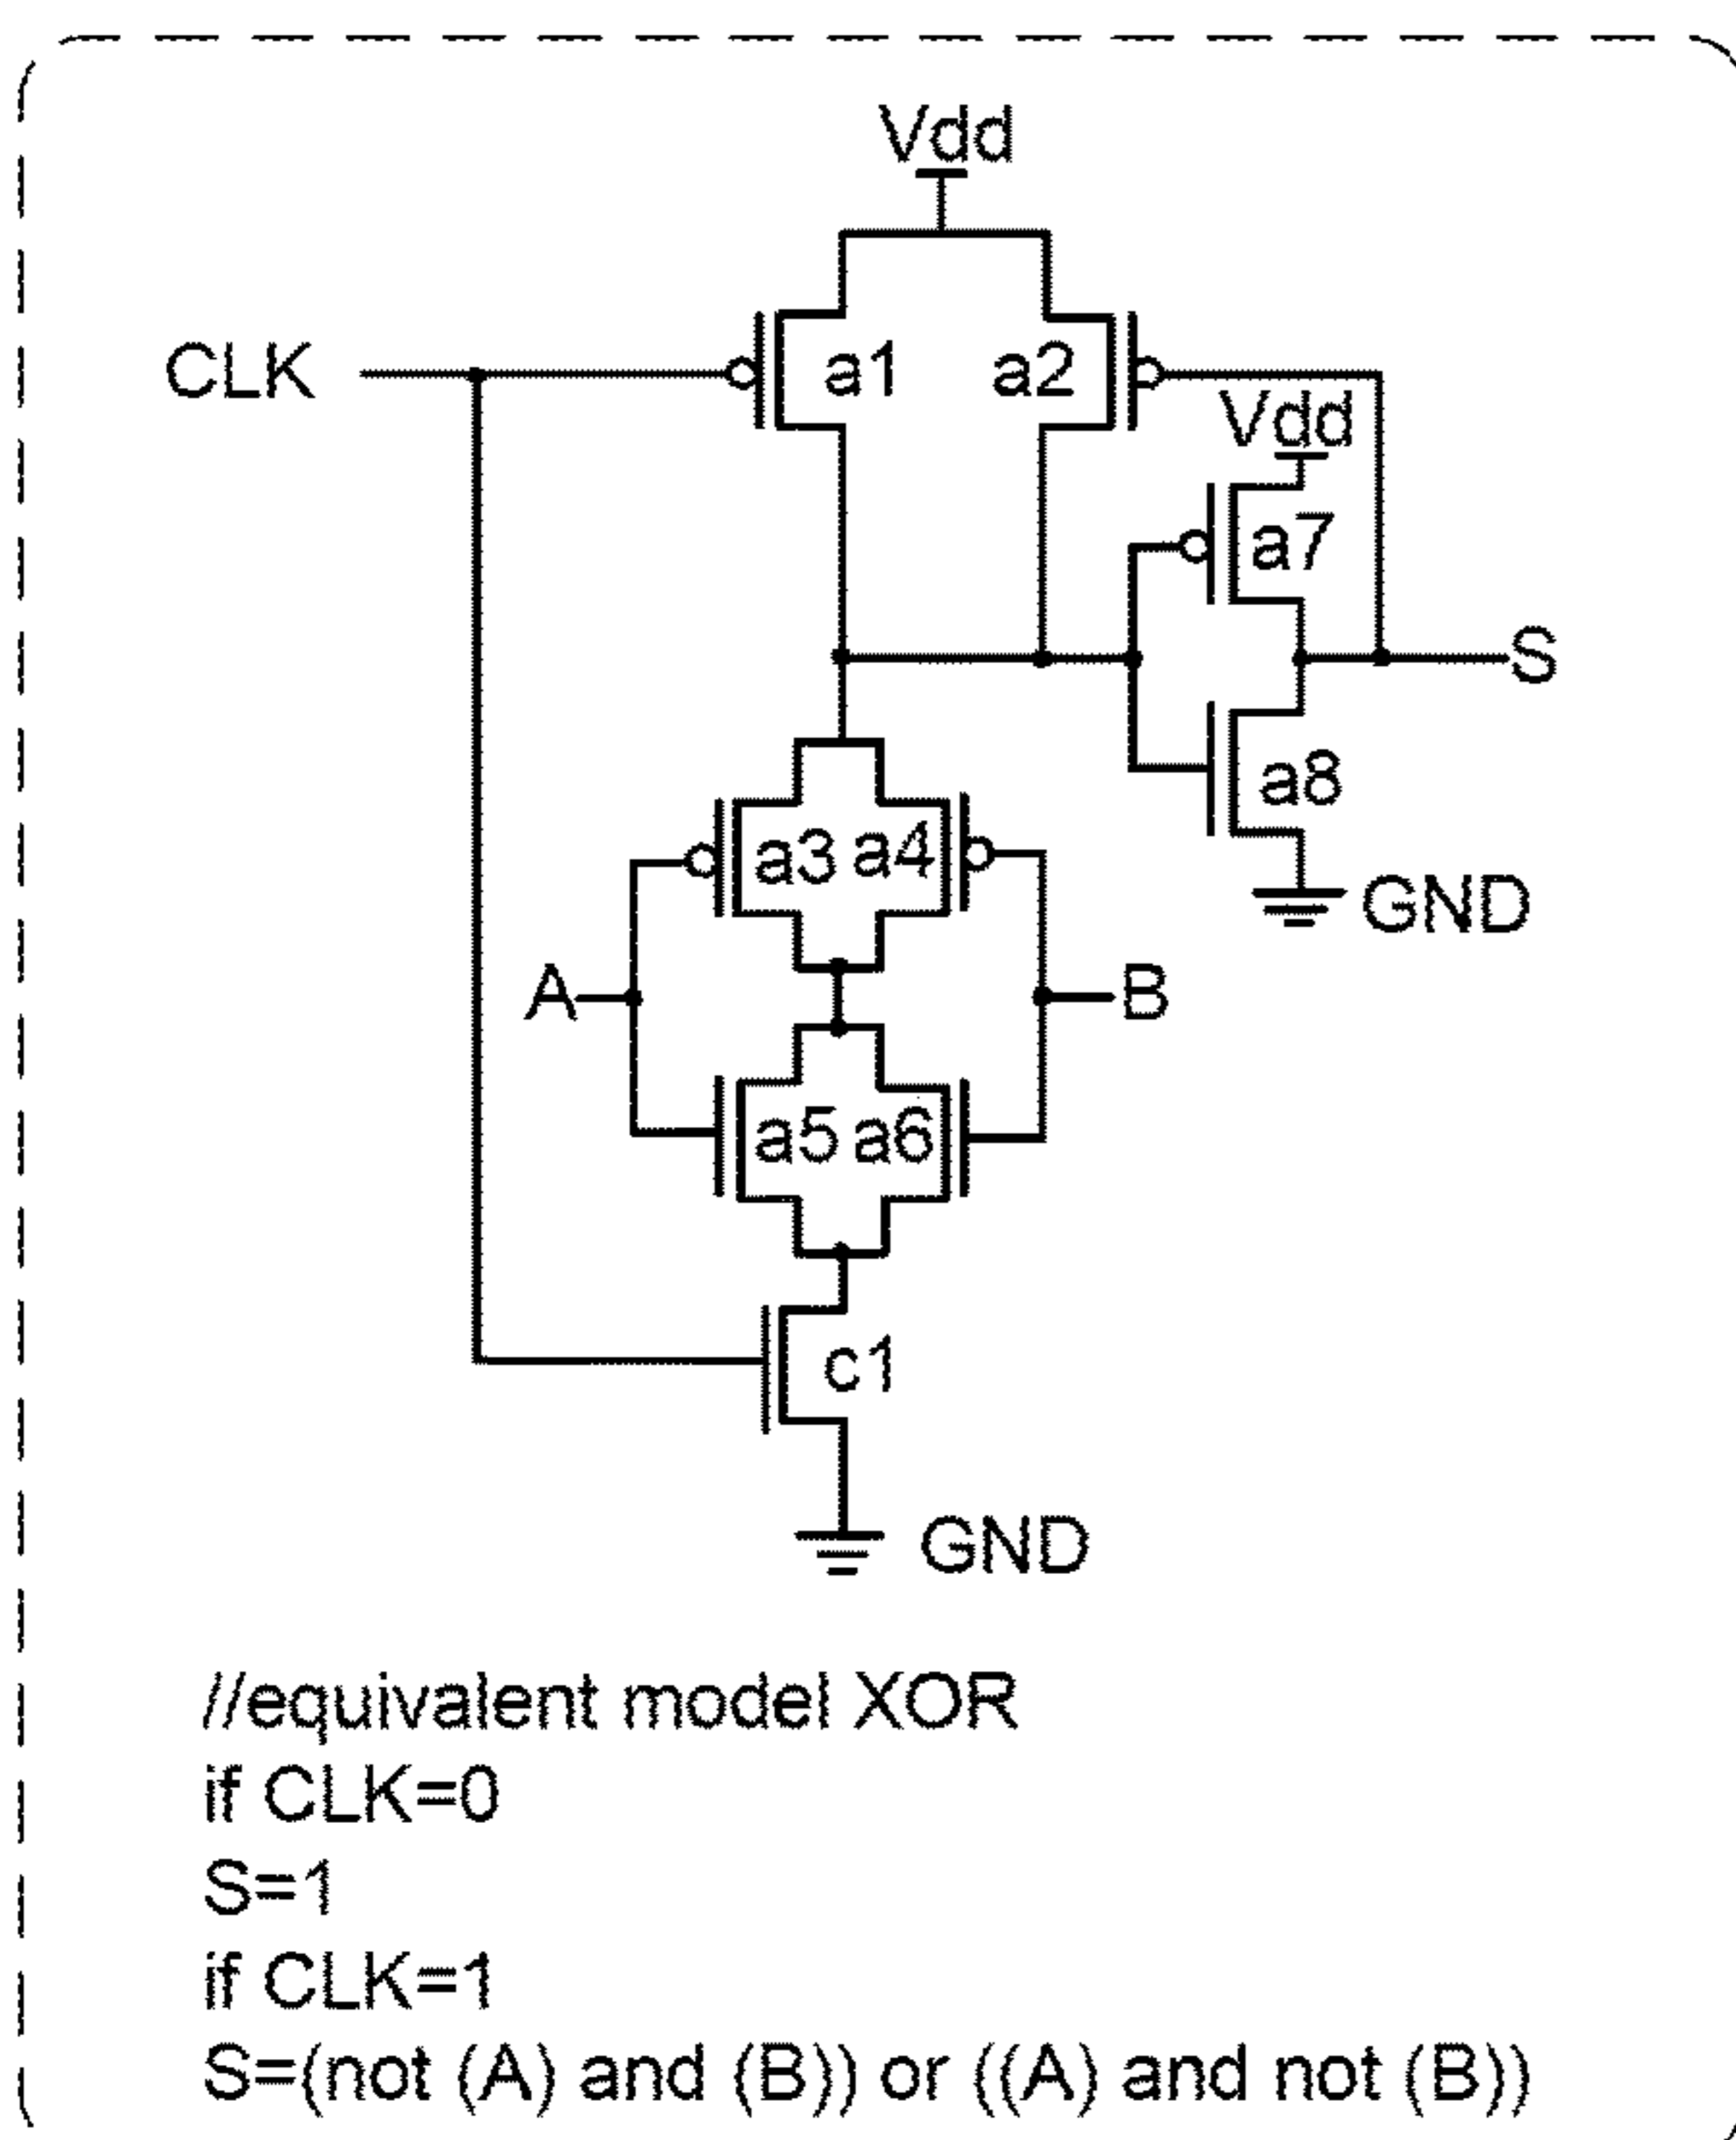 Vdd
CLK
a1
a2
Vdd
a7
S
a8
a3
a4
GND
A
B
a5
a6
c1
GND
//equivalent model XOR
if CLK=0
S=1
if CLK=1
S=(not (A) and (B)) or ((A) and not (B))